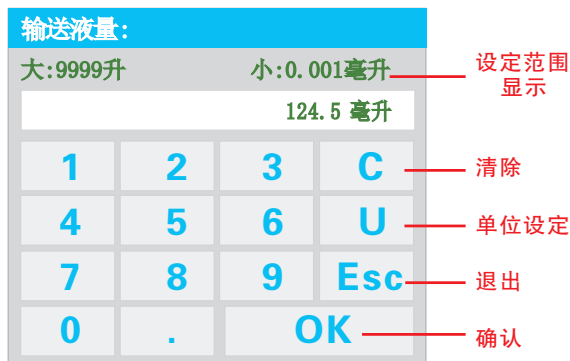 输送液量:
大:9999升 小:0.001毫升
设定范围
显示
124.5 毫升
1 2 3 C
清除
4 5 6 U
单位设定
7 8 9 Esc
退出
0 . OK
确认